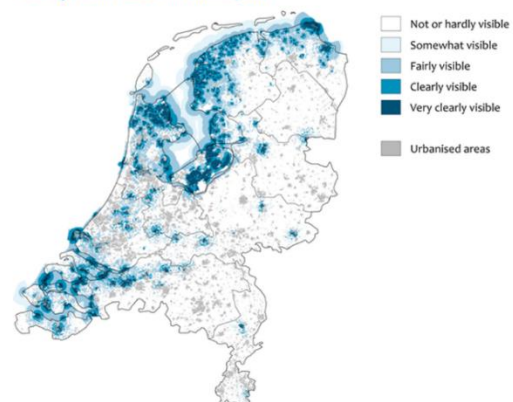 Not or hardly visible
Somewhat visible
Fairly visible
Clearly visible
Very clearly visible
Urbanised areas